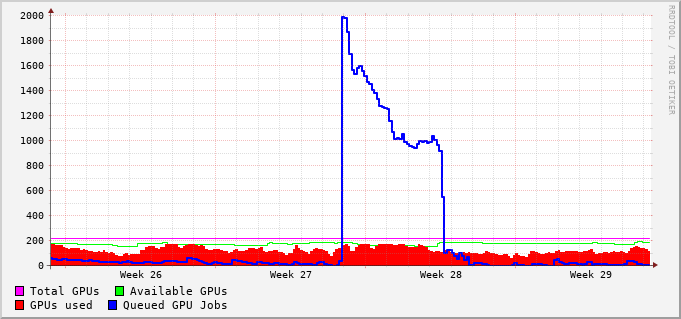 2000
1800
1600
1400
1200
1000
800
600
400
200
0
Week 26 Week 27 Week 28 Week 29
Total GPUs Available GPUs
GPUs used Queued GPU Jobs
RRDTOOL / TOBI OETIKER